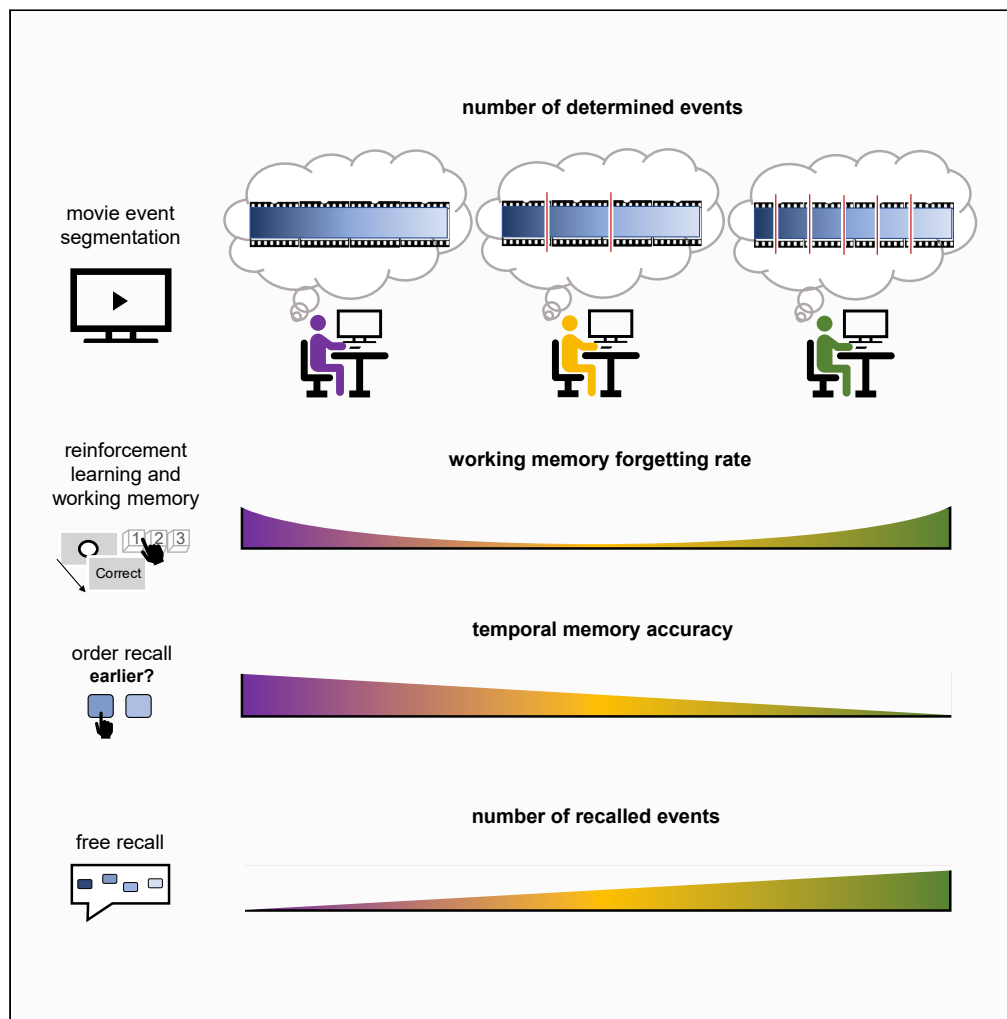 number of determined events
movie event
segmentation
reinforcement
learning and
working memory
working memory forgetting rate
1 2 3
Correct
temporal memory accuracy
order recall
earlier?
number of recalled events
free recall